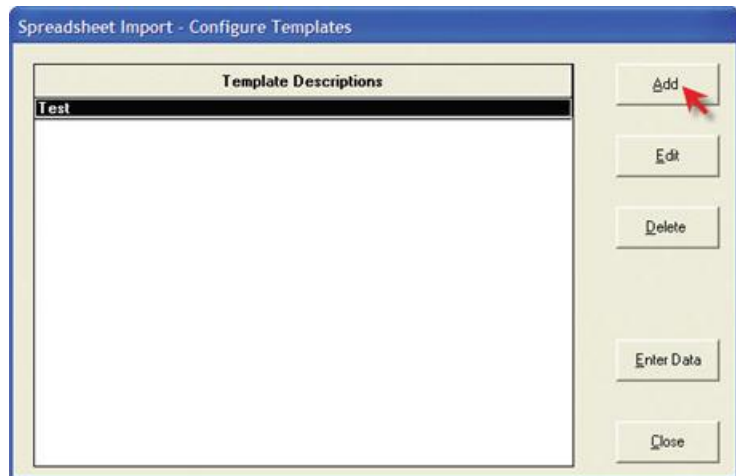 Spreadsheet Import - Configure Templates
Template Descriptions
Test
Add
Edit
Delete
Enter Data
Close